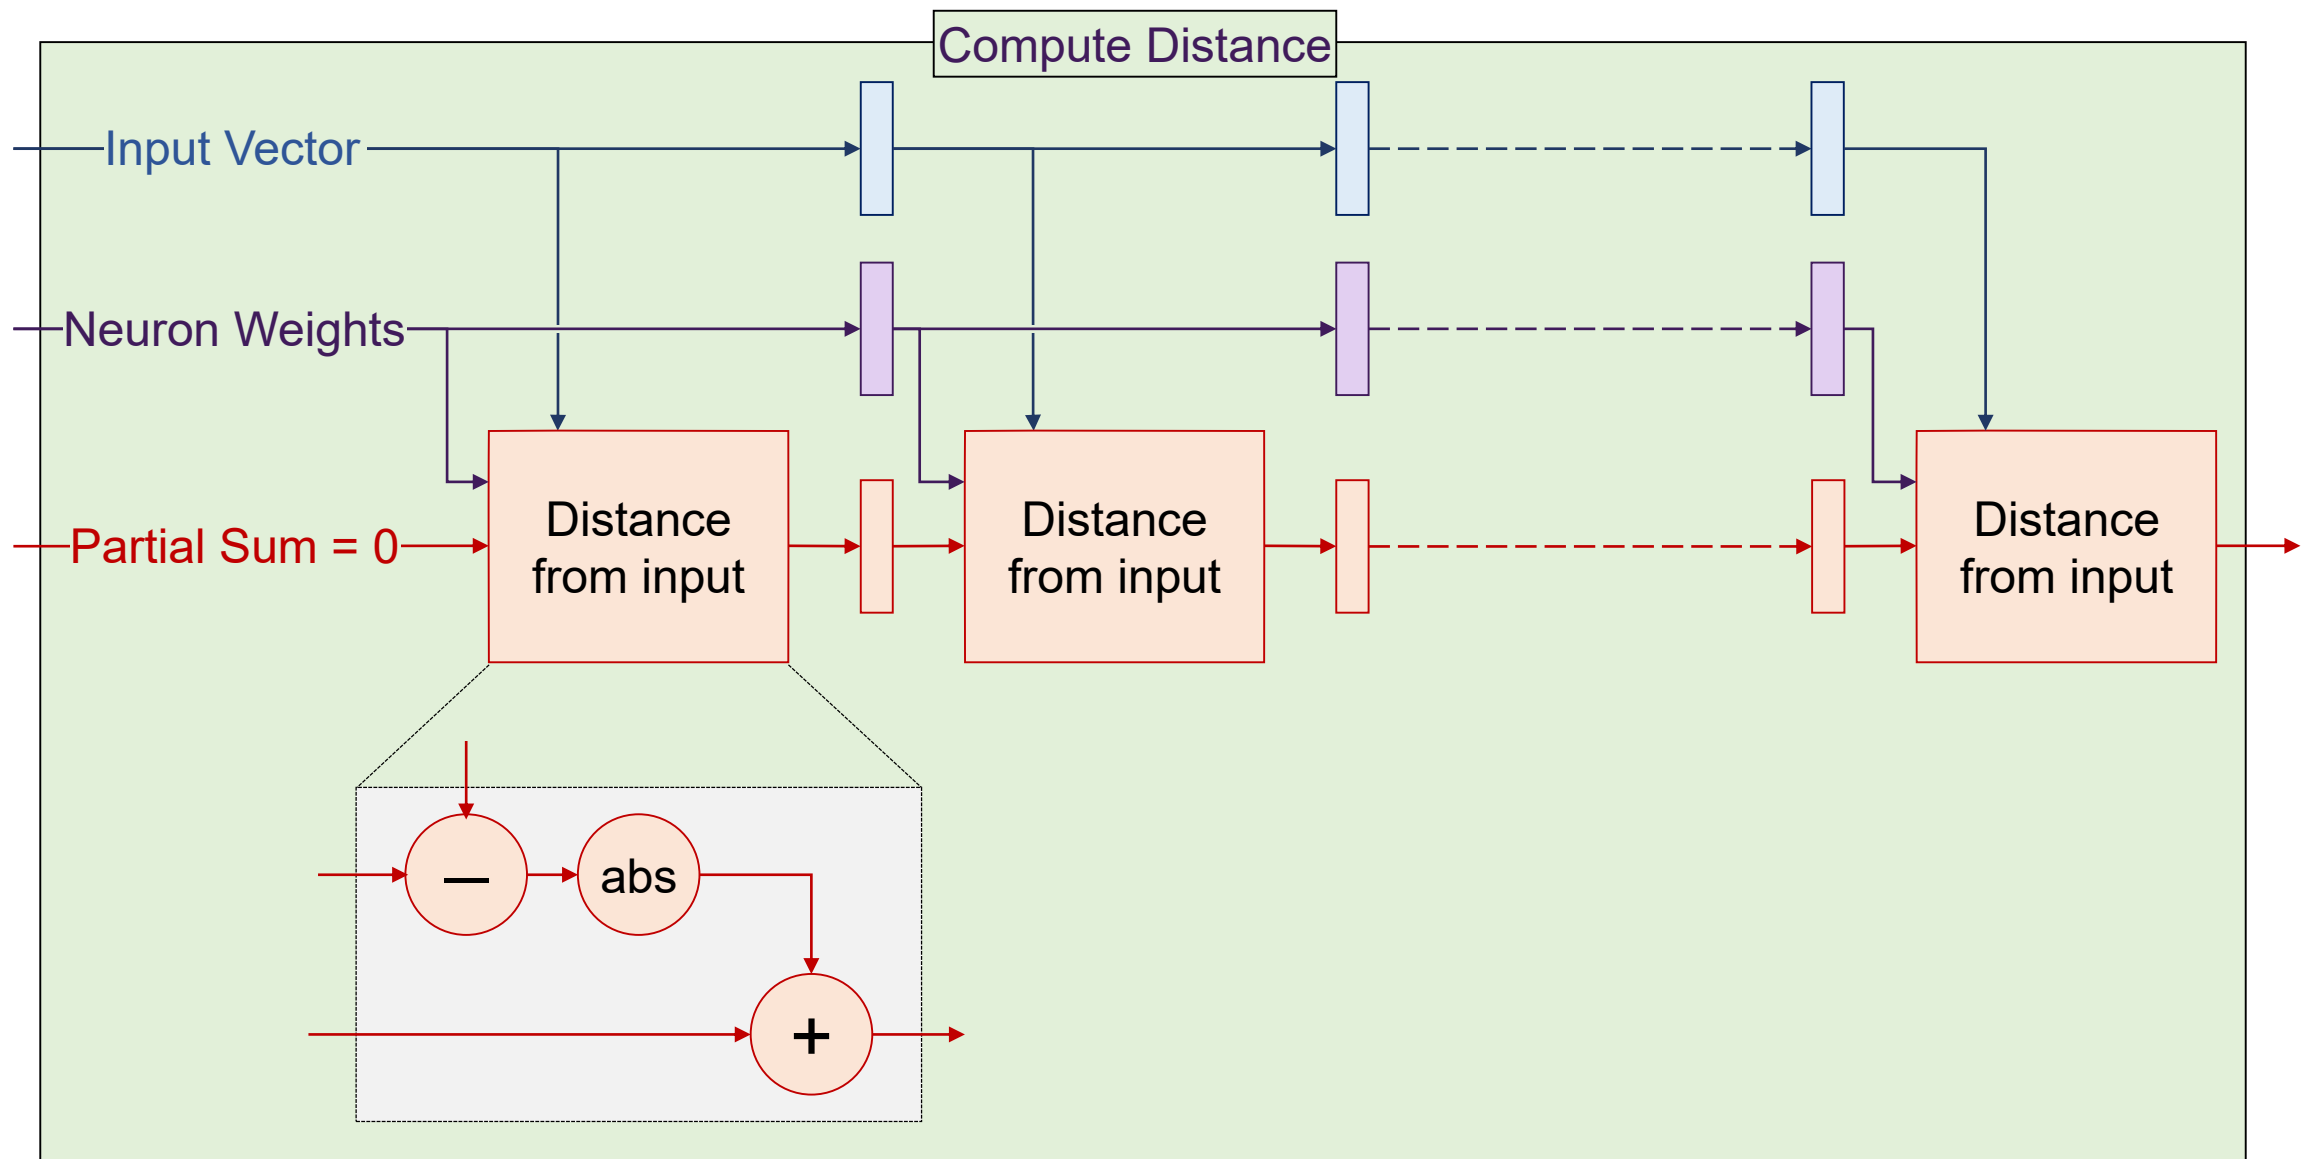 Compute Distance
Input Vector
Neuron Weights
Partial Sum = 0
Distance
from input
Distance
from input
Distance
from input
—
abs
+